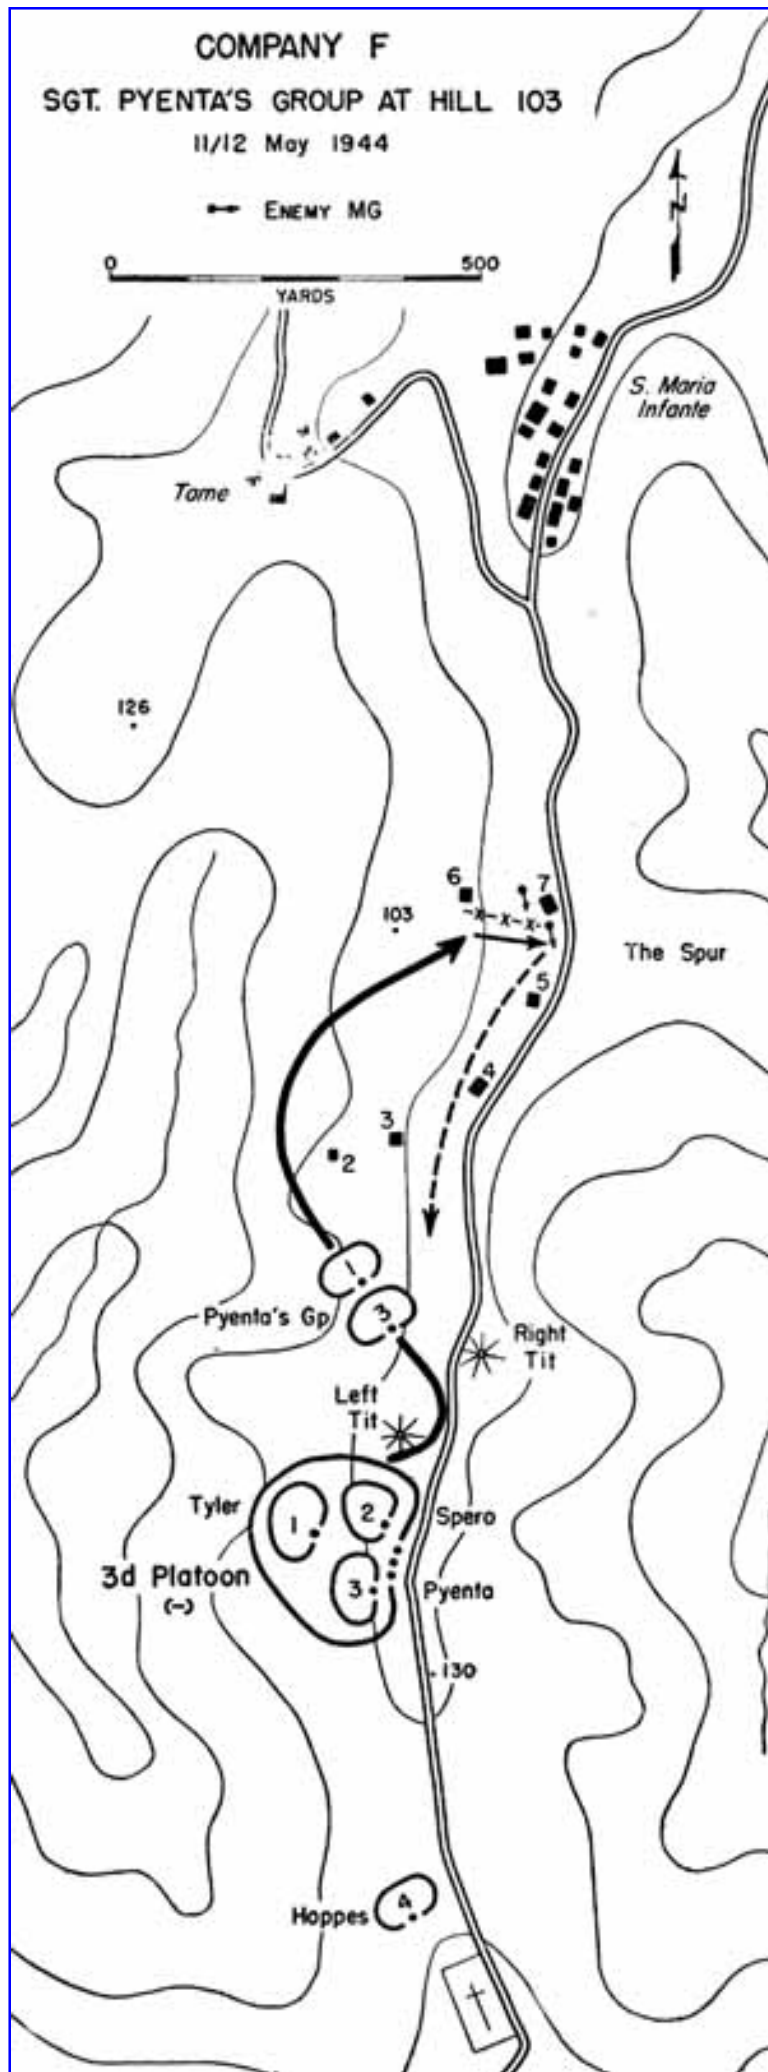 COMPANY F
SGT. PYENTA'S GROUP AT HILL 103
11/12 May 1944
ENEMY MG
0 500
YARDS
N
S. Maria
Infante
Tame
126
6 7
-x-x-x-
103
The Spur
5
4
3
2
1
Pyenta's Gp 3
Right
Tit
Left
Tit
Tyler
1 2 Spero
3d Platoon
(-)
3 Pyenta
130
4
Hoppes